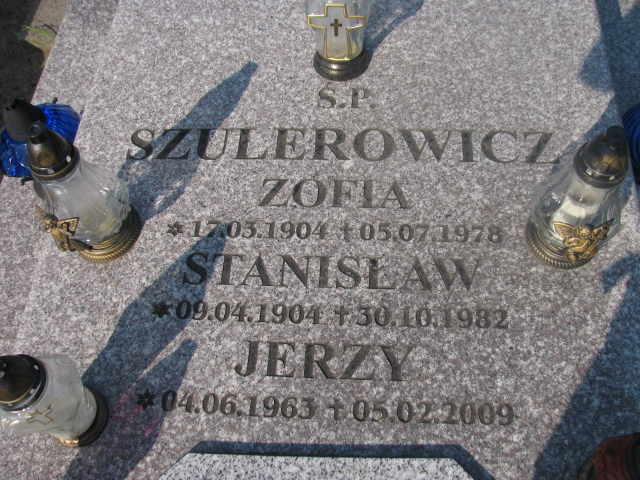 Ś.P.
SZULEROWICZ
ZOFIA
*17.03.1904 †05.07.1978
STANISŁAW
*09.04.1904 †30.10.1982
JERZY
*04.06.1963 †05.02.2009